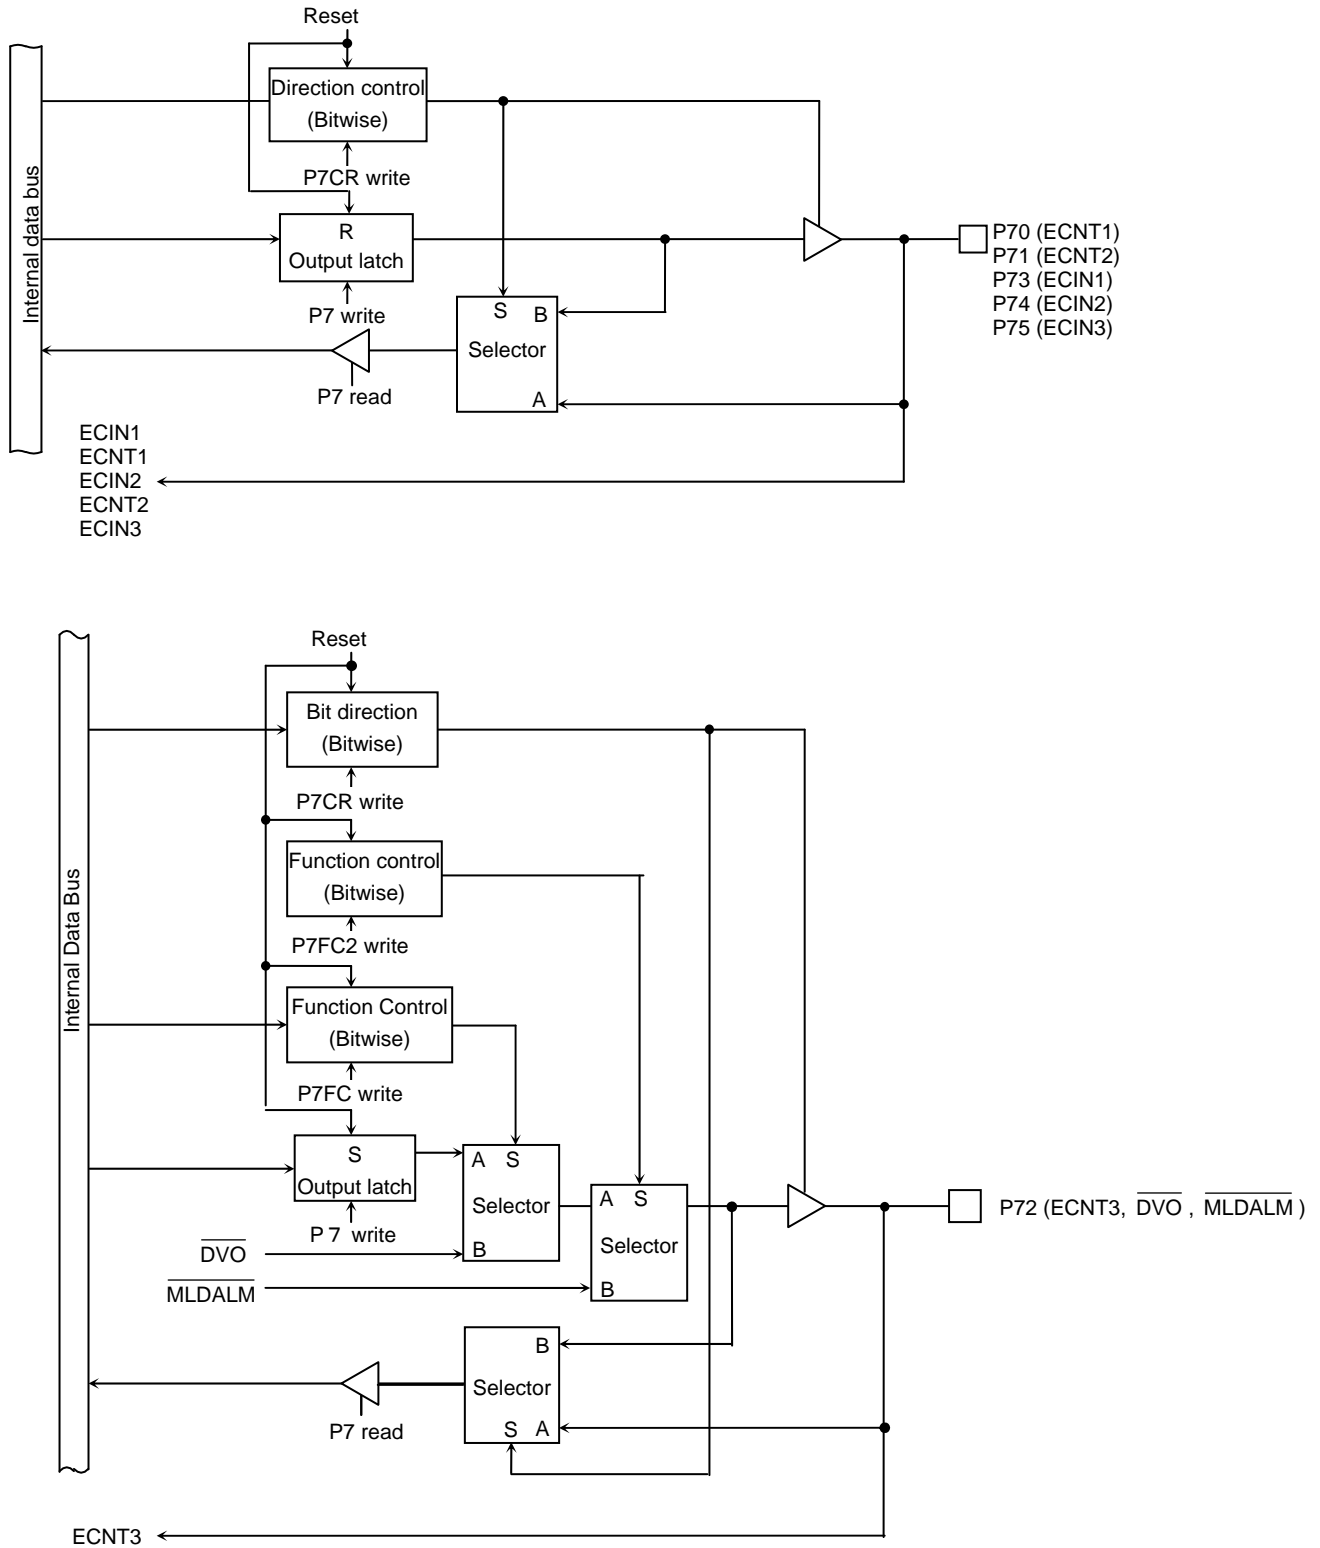 Reset
Direction control
(Bitwise)
P7CR write
Internal data bus
R
Output latch
P7 write
S
B
Selector
A
P7 read
P70 (ECNT1)
P71 (ECNT2)
P73 (ECIN1)
P74 (ECIN2)
P75 (ECIN3)
ECIN1
ECNT1
ECIN2
ECNT2
ECIN3
Reset
Bit direction
(Bitwise)
P7CR write
Function control
(Bitwise)
P7FC2 write
Internal Data Bus
Function Control
(Bitwise)
P7FC write
S
Output latch
P 7 write
A S
Selector
B
A S
Selector
B
DVO
MLDALM
P72 (ECNT3, DVO , MLDALM )
B
Selector
S A
P7 read
ECNT3